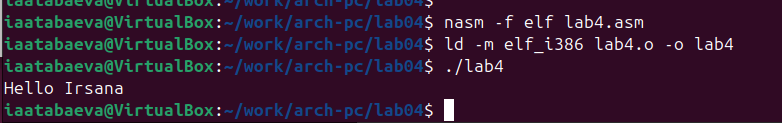 iaatabaeva@VirtualBox:~/work/arch-pc/lab04$ nasm -f elf lab4.asm
iaatabaeva@VirtualBox:~/work/arch-pc/lab04$ ld -m elf_i386 lab4.o -o lab4
iaatabaeva@VirtualBox:~/work/arch-pc/lab04$ ./lab4
Hello Irsana
iaatabaeva@VirtualBox:~/work/arch-pc/lab04$